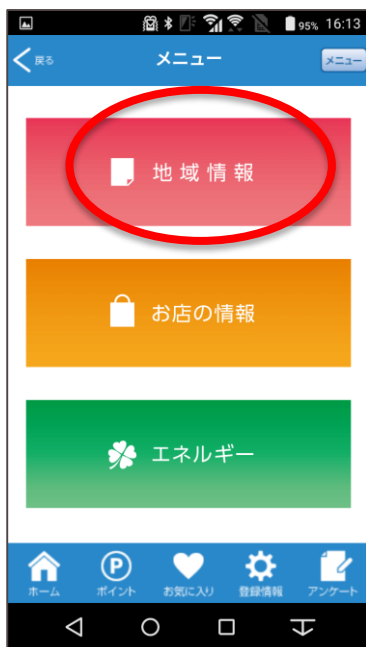 95% 16:13
戻る メニュー メニュー
地域情報
お店の情報
エネルギー
P
ホーム ポイント お気に入り 登録情報 アンケート